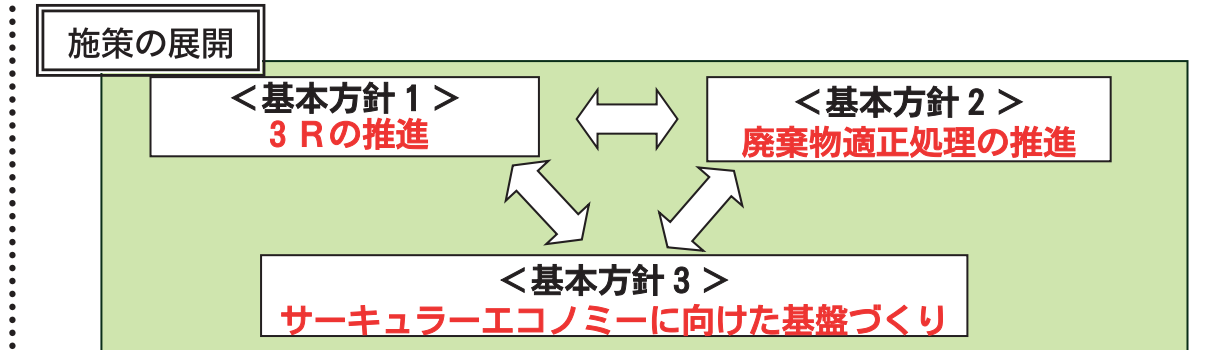 施策の展開
＜基本方針１＞
３Ｒの推進
＜基本方針２＞
廃棄物適正処理の推進
＜基本方針３＞
サーキュラーエコノミーに向けた基盤づくり